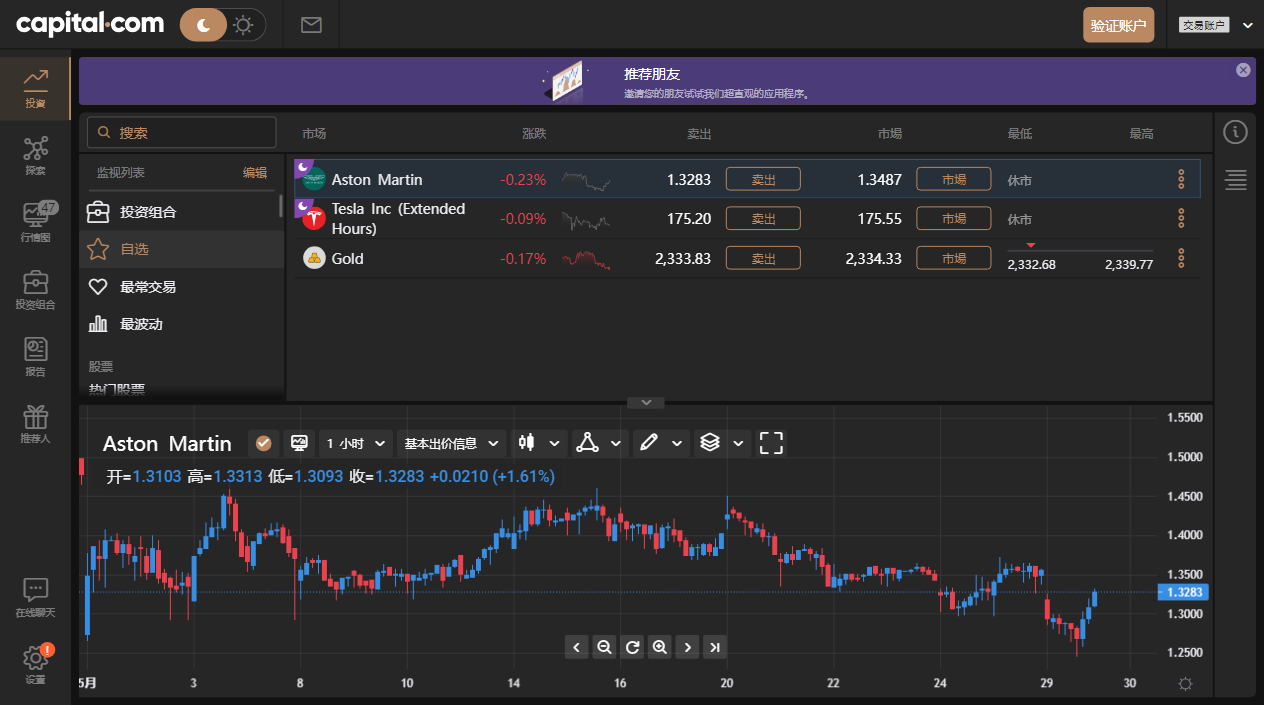 capital.com
验证账户
交易账户
推荐朋友
邀请您的朋友试试我们超直观的应用程序。
投資
探索
47
行情图
投资组合
报告
推荐人
在线聊天
!
设置
搜索
监视列表 编辑
投资组合
自选
最常交易
最波动
股票
热门股票
市场 涨跌 卖出 市場 最低 最高
Aston Martin -0.23% 1.3283 卖出 1.3487 市場 休市
Tesla Inc (Extended Hours) -0.09% 175.20 卖出 175.55 市場 休市
Gold -0.17% 2,333.83 卖出 2,334.33 市場 2,332.68 2,339.77
Aston Martin 1 小时 基本出价信息
开=1.3103 高=1.3313 低=1.3093 收=1.3283 +0.0210 (+1.61%)
1.5500
1.5000
1.4500
1.4000
1.3500
1.3283
1.3000
1.2500
5月 3 8 10 14 16 20 22 24 29 30